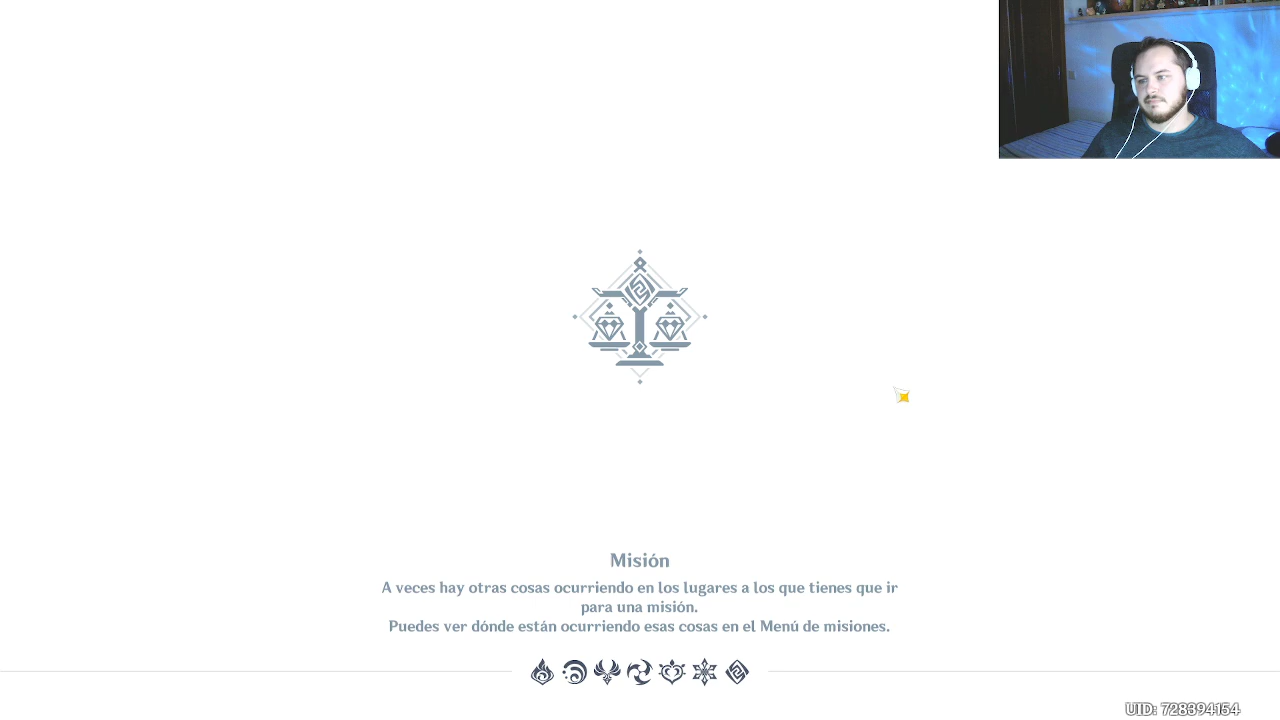 Misión
A veces hay otras cosas ocurriendo en los lugares a los que tienes que ir
para una misión.
Puedes ver dónde están ocurriendo esas cosas en el Menú de misiones.
UID: 728394154